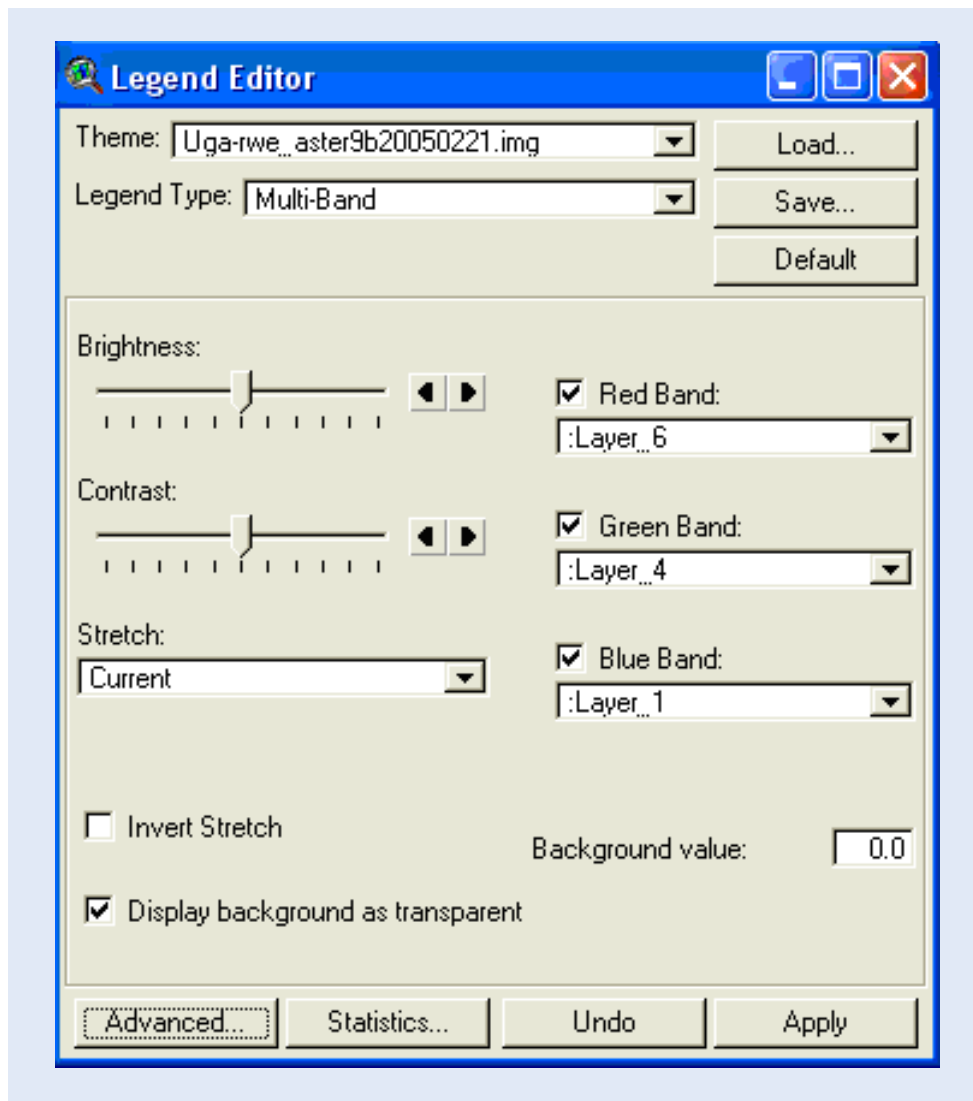 Legend Editor
Theme: Uga-rwe_aster9b20050221.img
Load...
Legend Type: Multi-Band
Save...
Default
Brightness:
Red Band:
:Layer_6
Contrast:
Green Band:
:Layer_4
Stretch:
Current
Blue Band:
:Layer_1
Invert Stretch
Background value: 0.0
Display background as transparent
Advanced... Statistics... Undo Apply